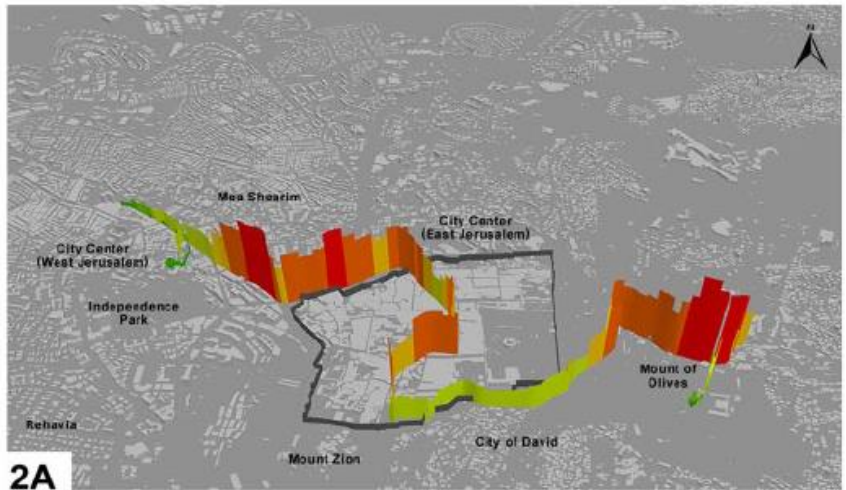 N
Mea Shearim
City Center
(East Jerusalem)
City Center
(West Jerusalem)
Independence
Park
Mount of
Olives
Rehavia
City of David
Mount Zion
2A